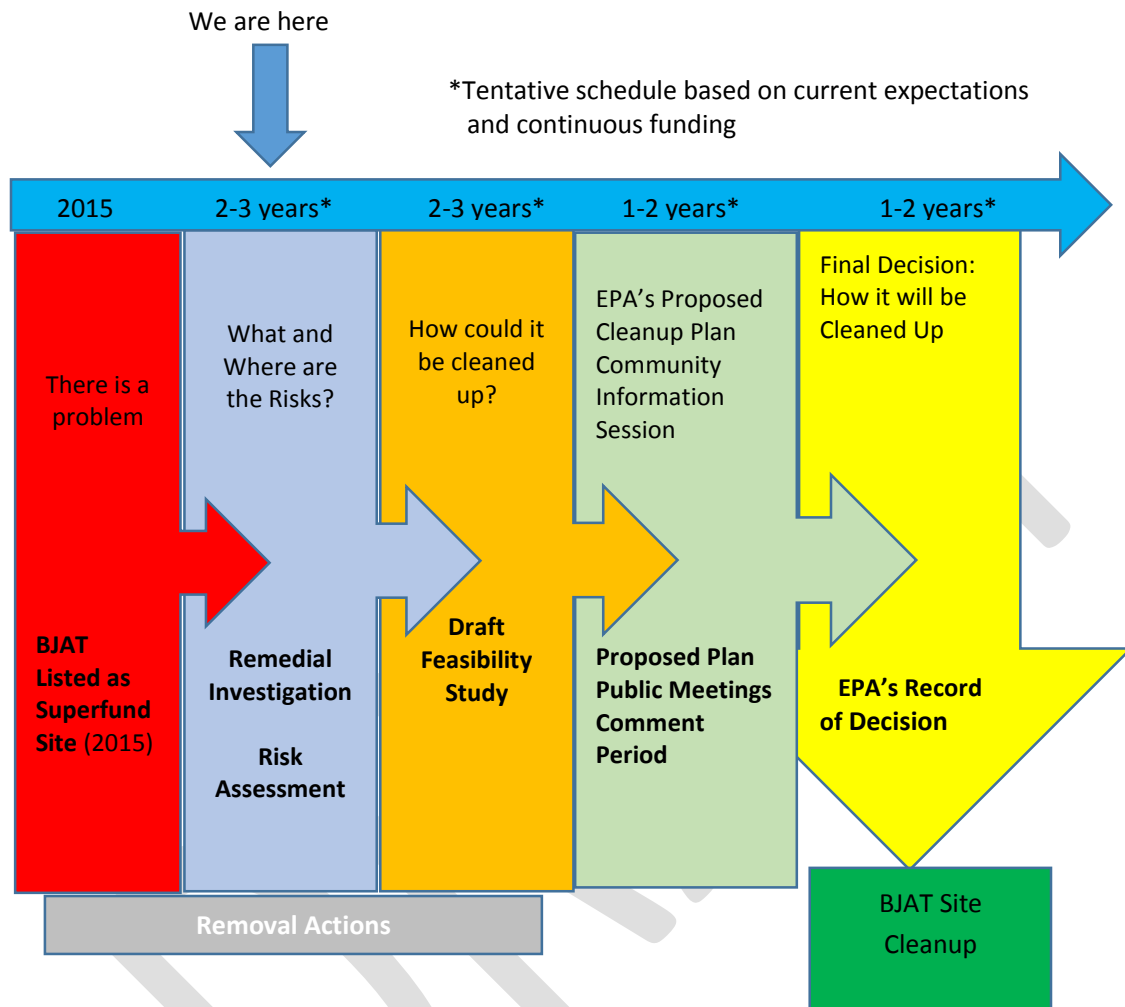 We are here
*Tentative schedule based on current expectations
and continuous funding
2015
2-3 years*
2-3 years*
1-2 years*
1-2 years*
There is a
problem
BJAT
Listed as
Superfund
Site (2015)
What and
Where are
the Risks?
Remedial
Investigation
Risk
Assessment
How could it
be cleaned
up?
Draft
Feasibility
Study
EPA’s Proposed
Cleanup Plan
Community
Information
Session
Proposed Plan
Public Meetings
Comment
Period
Final Decision:
How it will be
Cleaned Up
EPA’s Record
of Decision
Removal Actions
BJAT Site
Cleanup